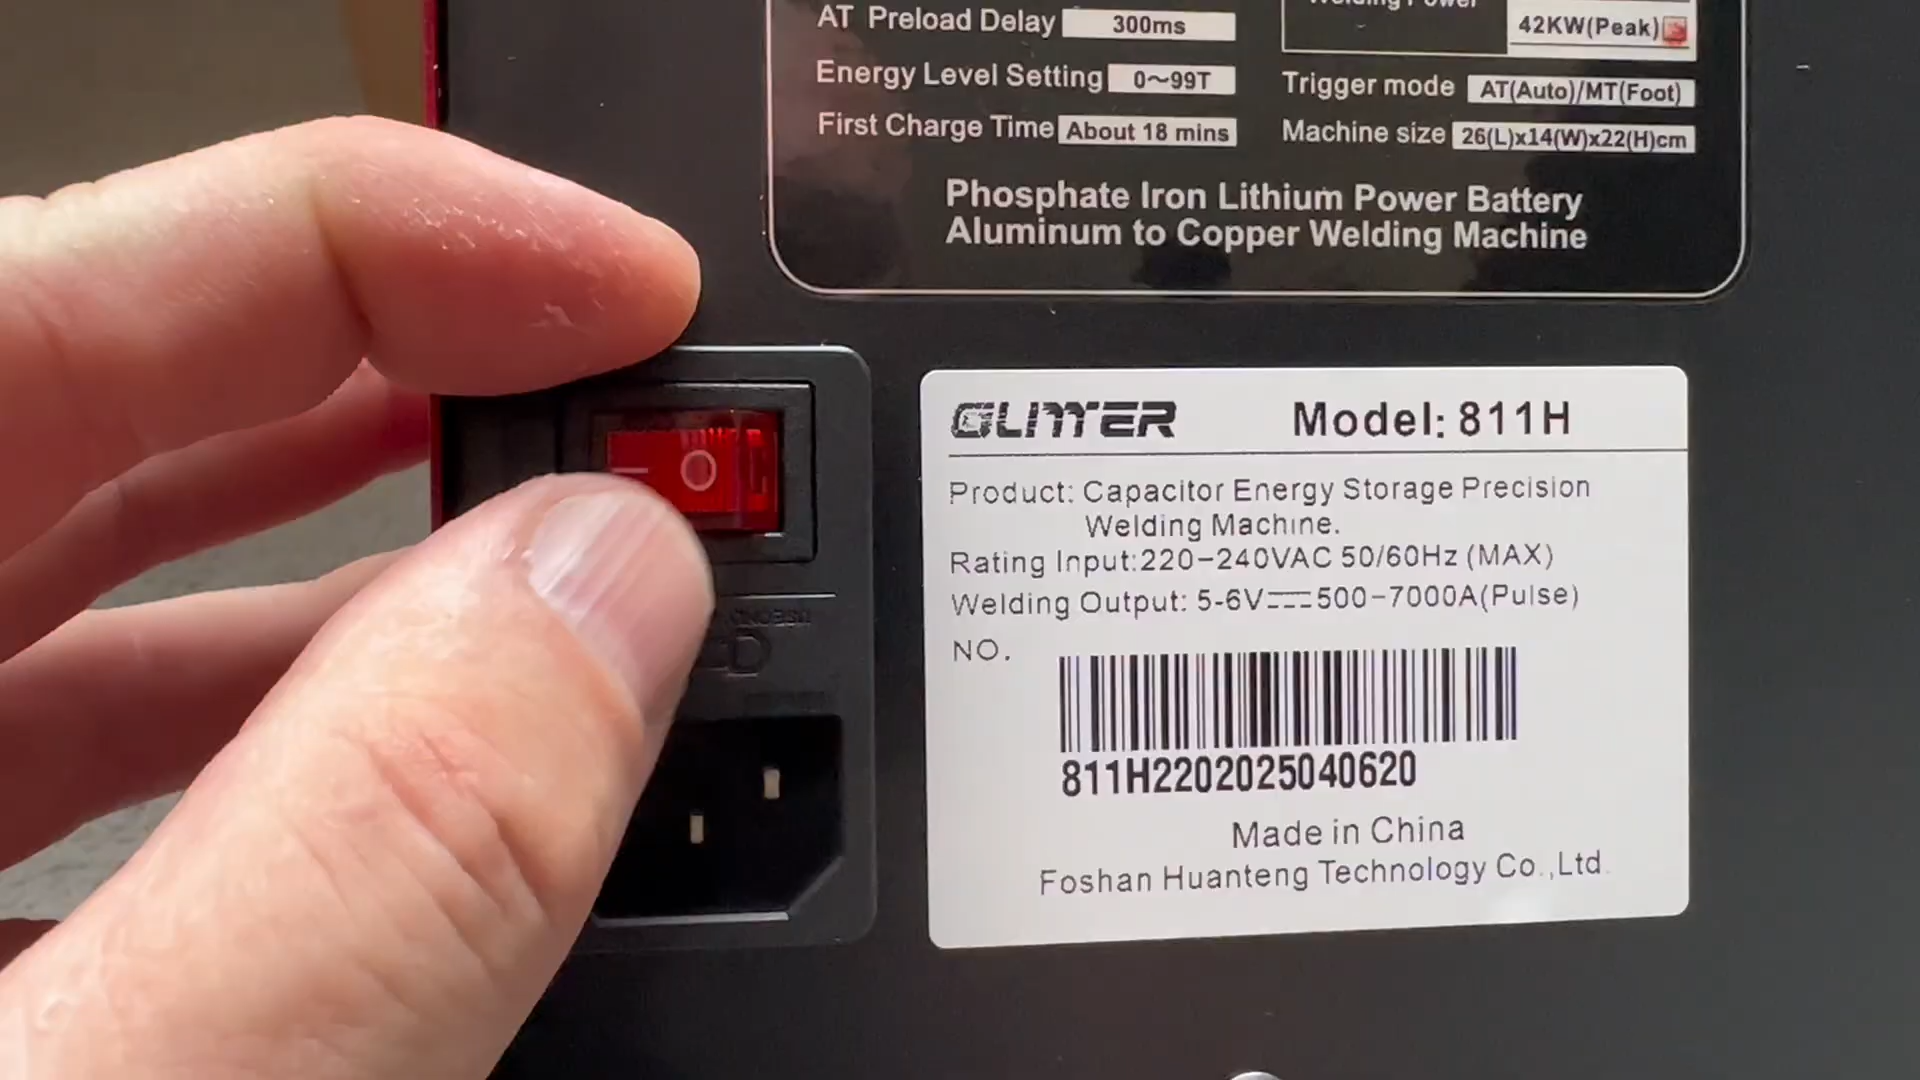 AT Preload Delay 300ms
Energy Level Setting 0~99T
First Charge Time About 18 mins
42KW(Peak)
Trigger mode AT(Auto)/MT(Foot)
Machine size 26(L)x14(W)x22(H)cm
Phosphate Iron Lithium Power Battery
Aluminum to Copper Welding Machine
GLITTER Model: 811H
Product: Capacitor Energy Storage Precision
Welding Machine.
Rating Input:220-240VAC 50/60Hz (MAX)
Welding Output: 5-6V⎓500-7000A(Pulse)
NO.
811H2202025040620
Made in China
Foshan Huanteng Technology Co.,Ltd.